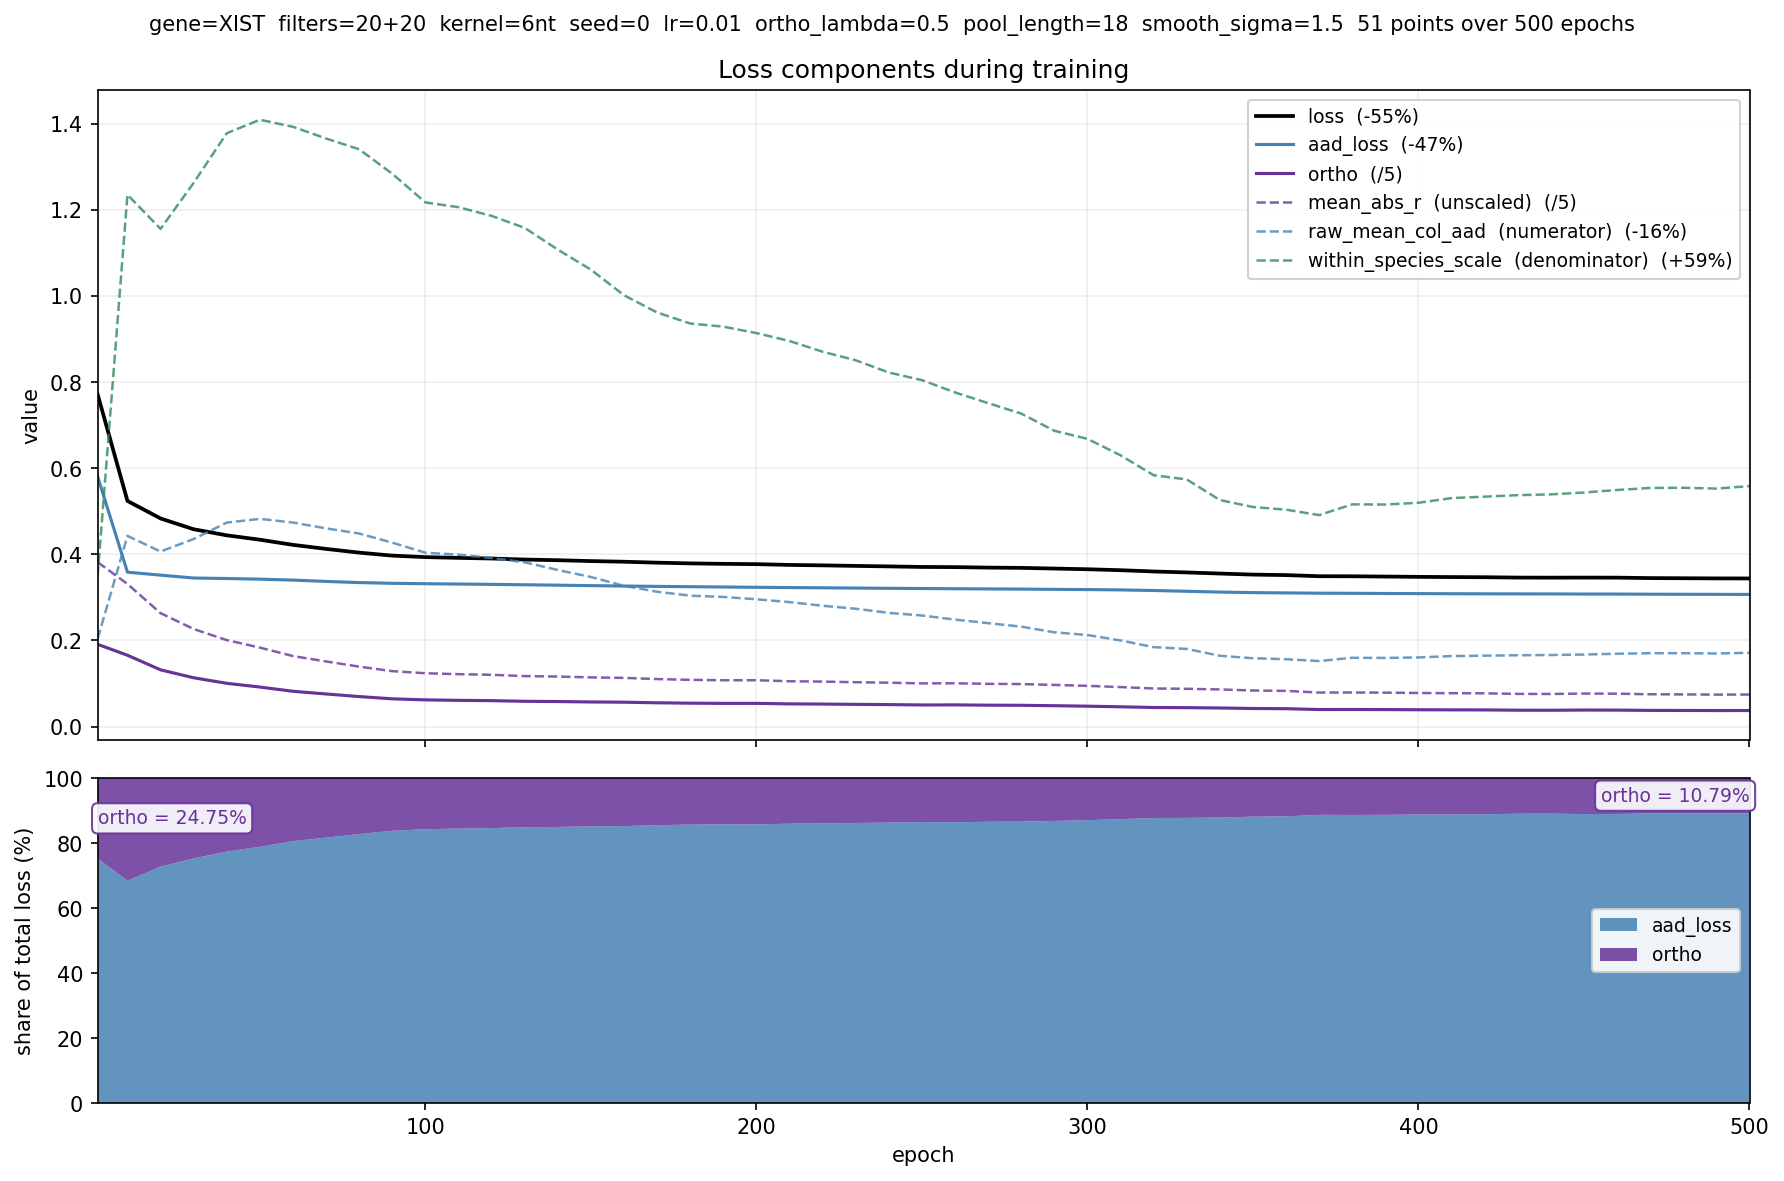 gene=XIST  filters=20+20  kernel=6nt  seed=0  lr=0.01  ortho_lambda=0.5  pool_length=18  smooth_sigma=1.5  51 points over 500 epochs
Loss components during training
loss  (-55%)
aad_loss  (-47%)
ortho  (/5)
mean_abs_r  (unscaled)  (/5)
raw_mean_col_aad  (numerator)  (-16%)
within_species_scale  (denominator)  (+59%)
1.4
1.2
1.0
0.8
0.6
0.4
0.2
0.0
value
100
80
60
40
20
0
share of total loss (%)
ortho = 24.75%
ortho = 10.79%
aad_loss
ortho
100
200
300
400
500
epoch